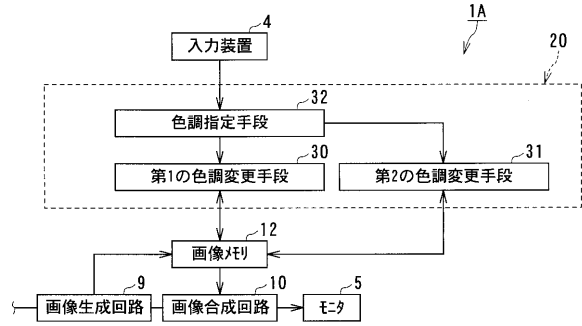 1A
4
入力装置
20
32
色調指定手段
30
第1の色調変更手段
31
第2の色調変更手段
12
画像ﾒﾓﾘ
9
画像生成回路
10
画像合成回路
5
ﾓﾆﾀ